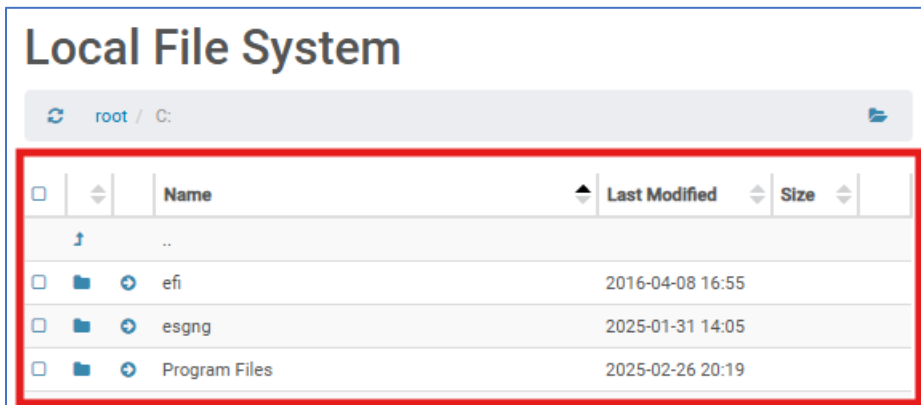 Local File System
root / C:
Name Last Modified Size
..
efi 2016-04-08 16:55
esgng 2025-01-31 14:05
Program Files 2025-02-26 20:19